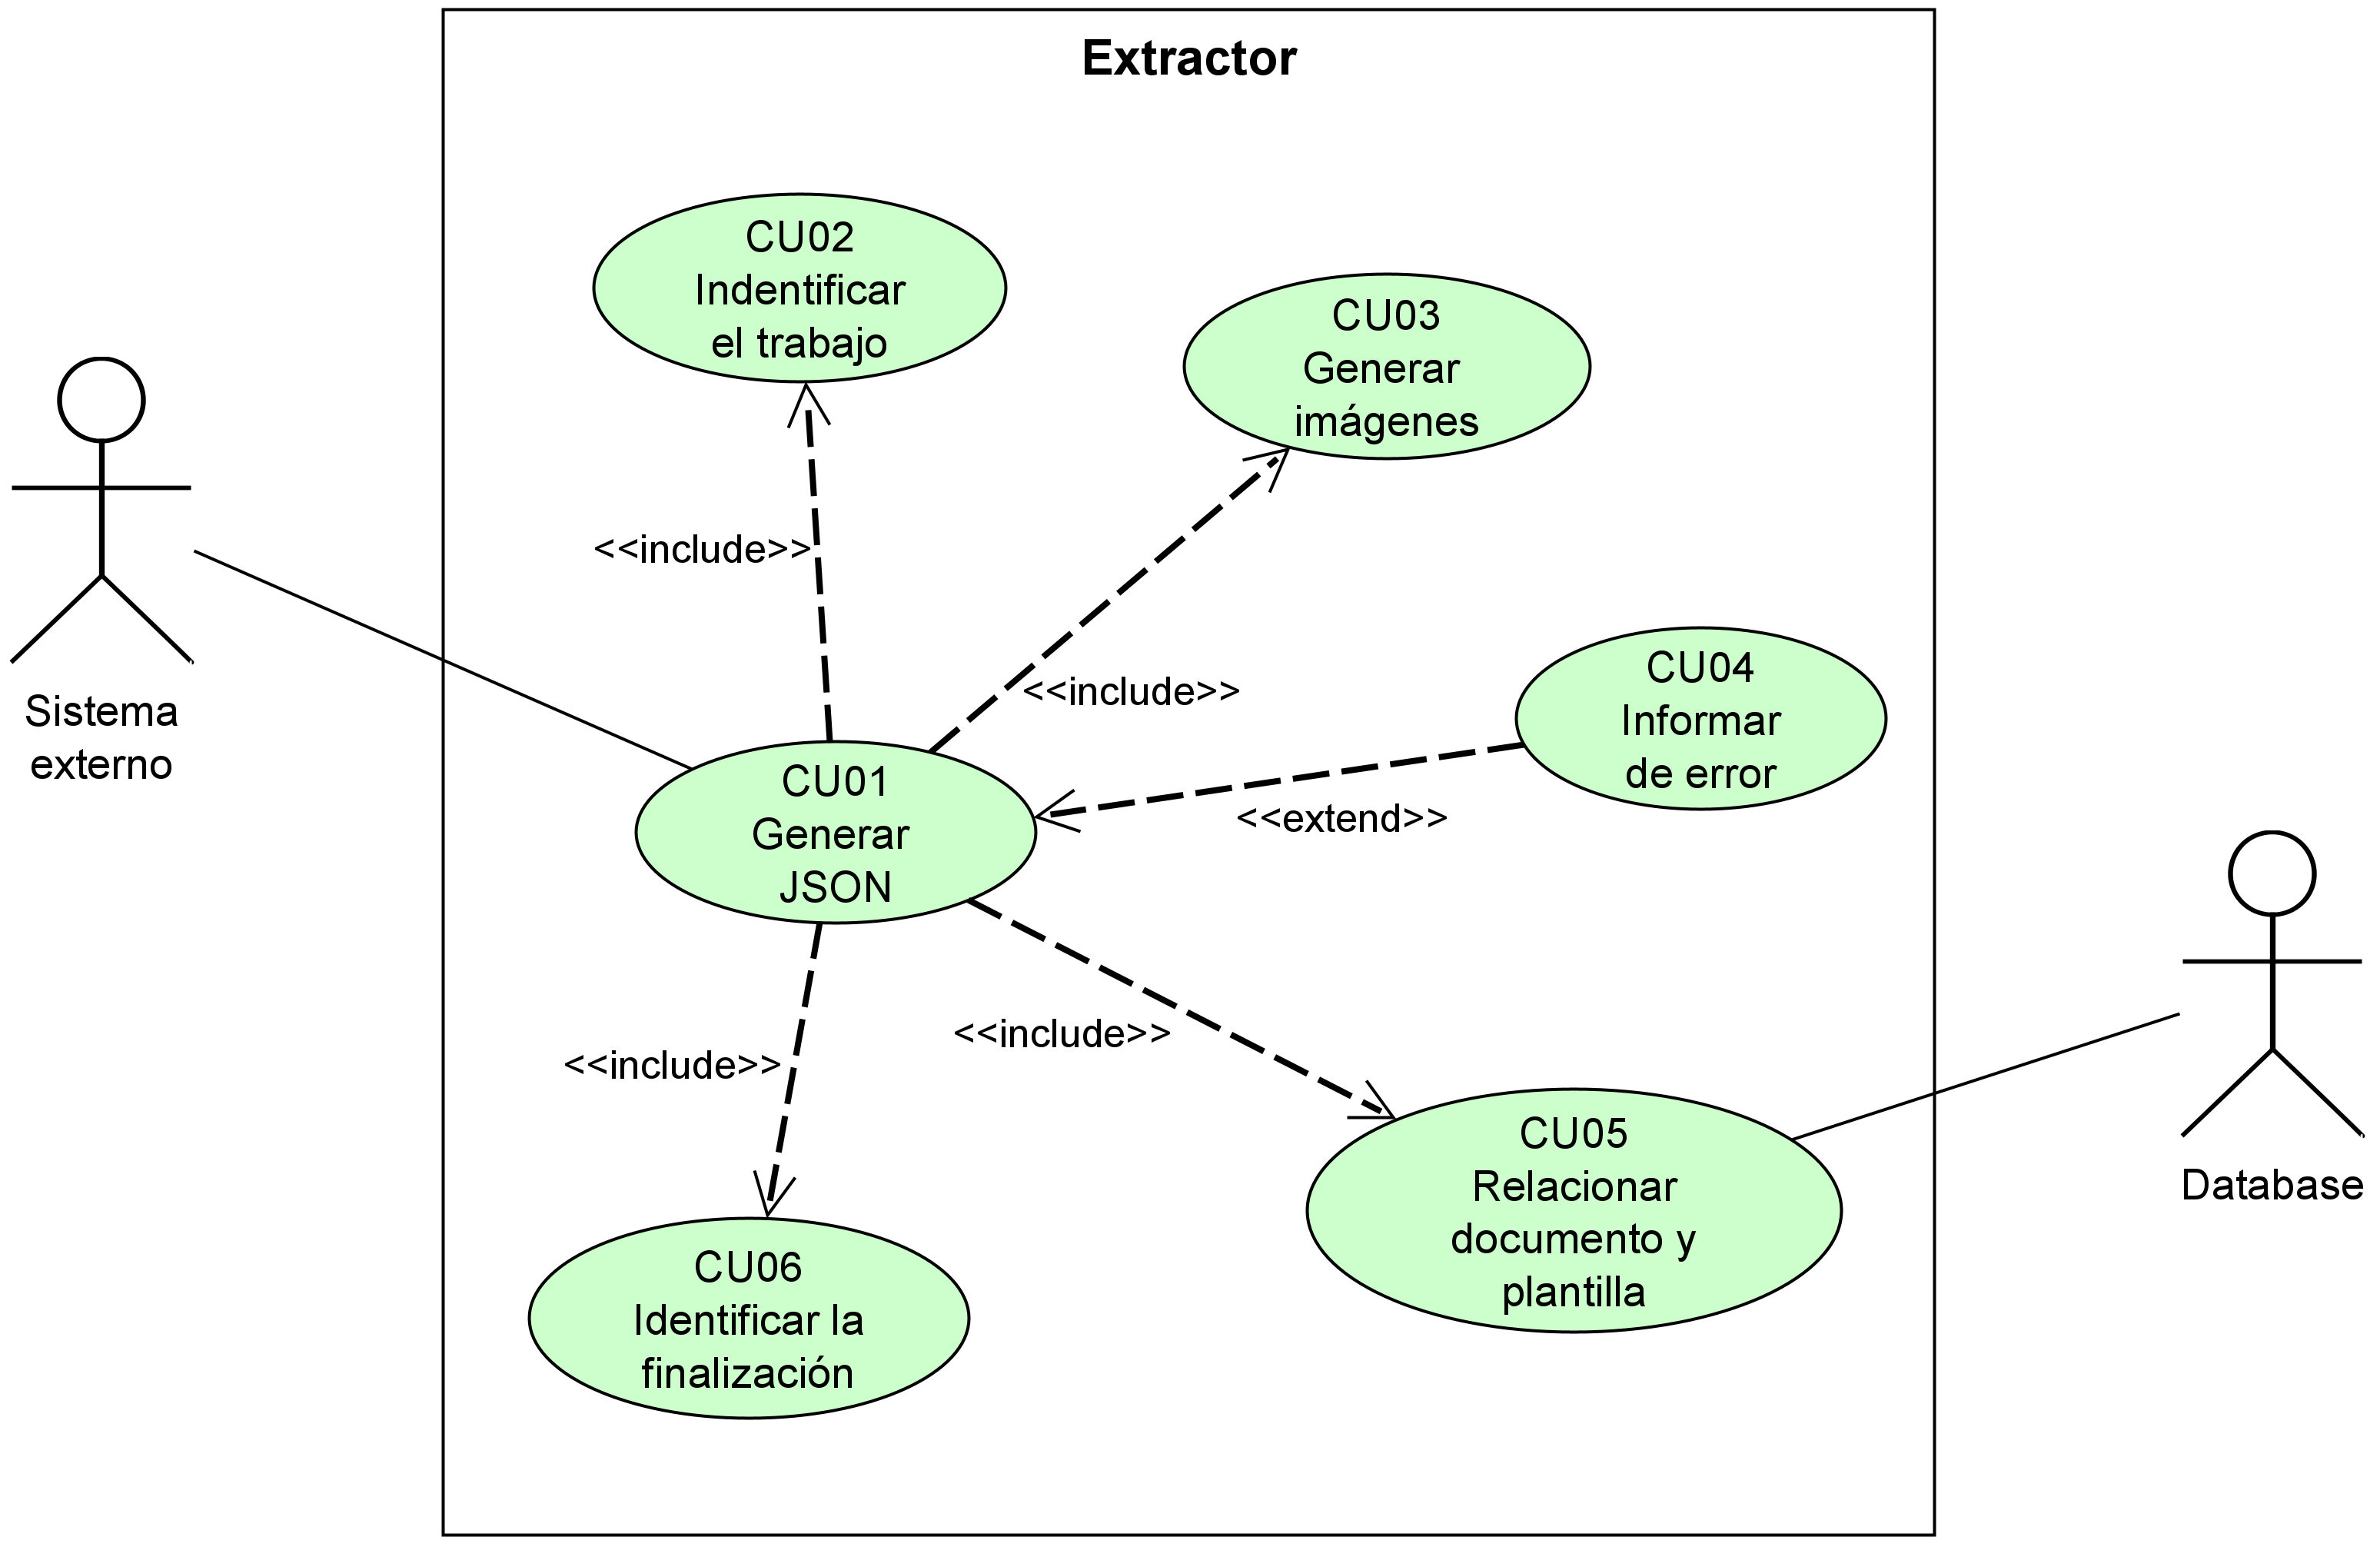 Extractor
CU02
Indentificar
el trabajo
CU03
Generar
imágenes
<<include>>
<<include>>
CU04
Informar
de error
Sistema
externo
CU01
Generar
JSON
<<extend>>
<<include>>
<<include>>
CU05
Relacionar
documento y
plantilla
Database
CU06
Identificar la
finalización